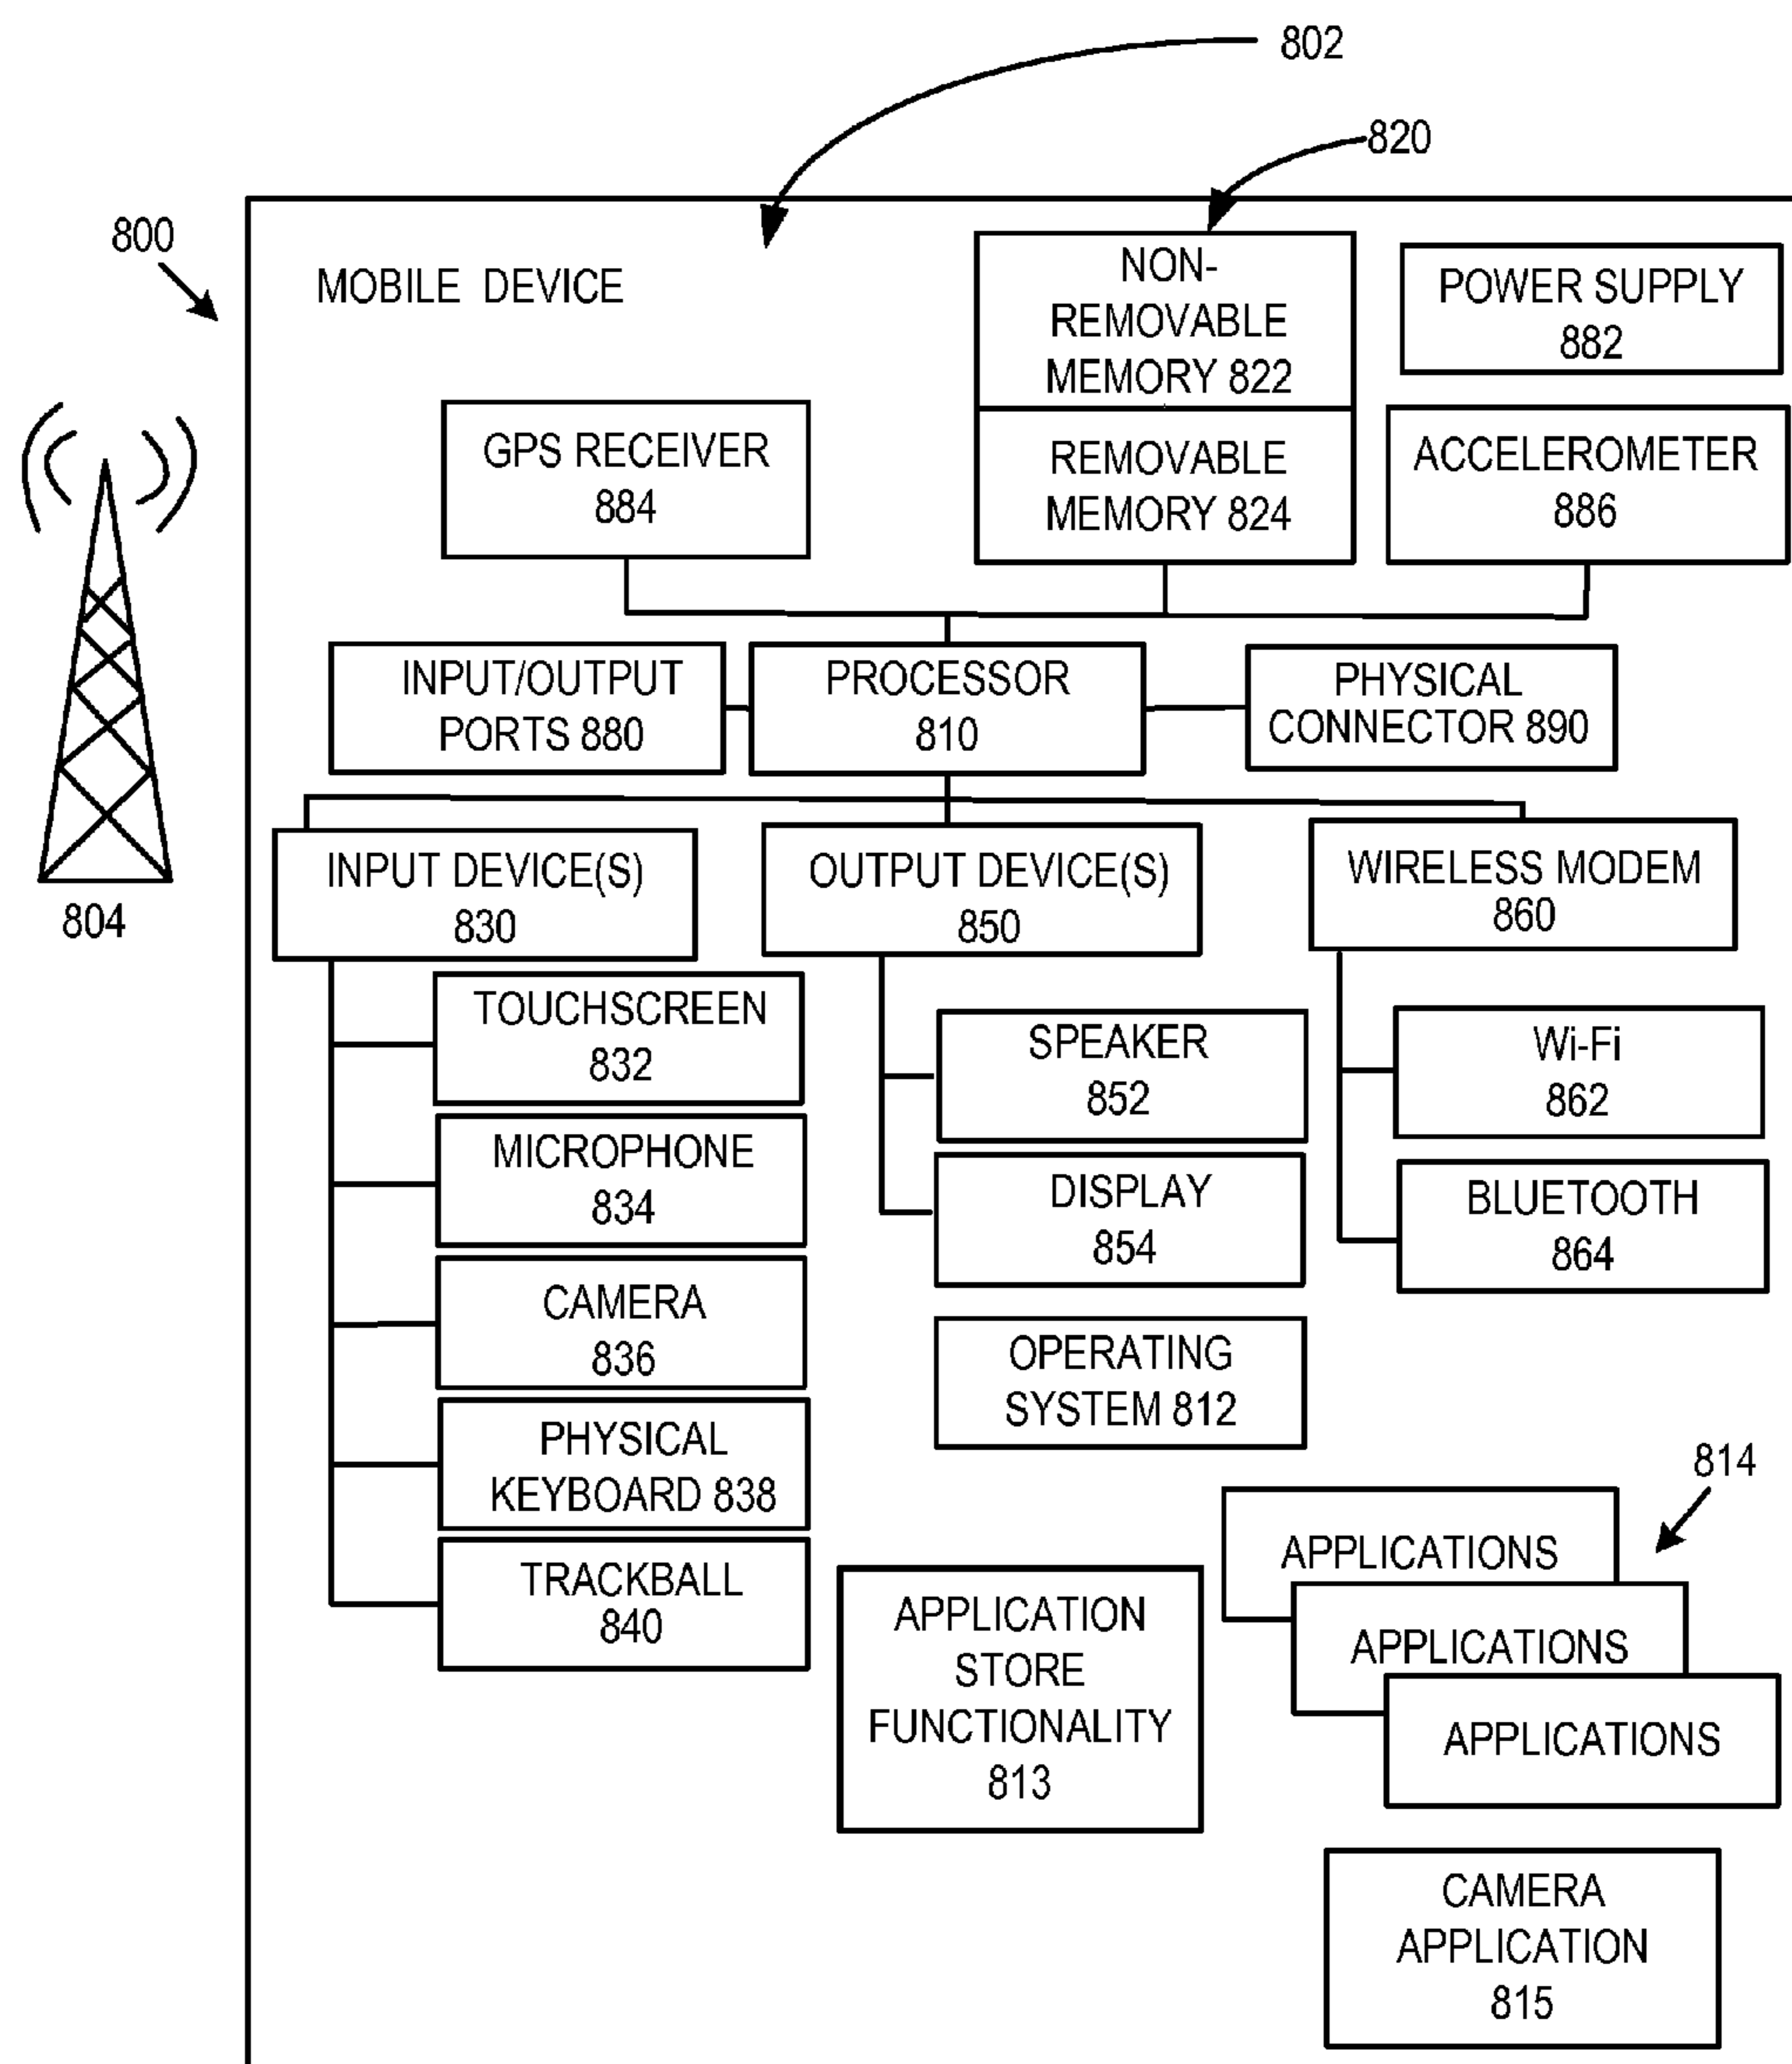 802
820
800
MOBILE DEVICE
NON-
REMOVABLE
MEMORY 822
POWER SUPPLY
882
GPS RECEIVER
884
REMOVABLE
MEMORY 824
ACCELEROMETER
886
INPUT/OUTPUT
PORTS 880
PROCESSOR
810
PHYSICAL
CONNECTOR 890
804
INPUT DEVICE(S)
830
OUTPUT DEVICE(S)
850
WIRELESS MODEM
860
TOUCHSCREEN
832
MICROPHONE
834
CAMERA
836
PHYSICAL
KEYBOARD 838
TRACKBALL
840
SPEAKER
852
DISPLAY
854
Wi-Fi
862
BLUETOOTH
864
OPERATING
SYSTEM 812
814
APPLICATIONS
APPLICATIONS
APPLICATIONS
APPLICATION
STORE
FUNCTIONALITY
813
CAMERA
APPLICATION
815